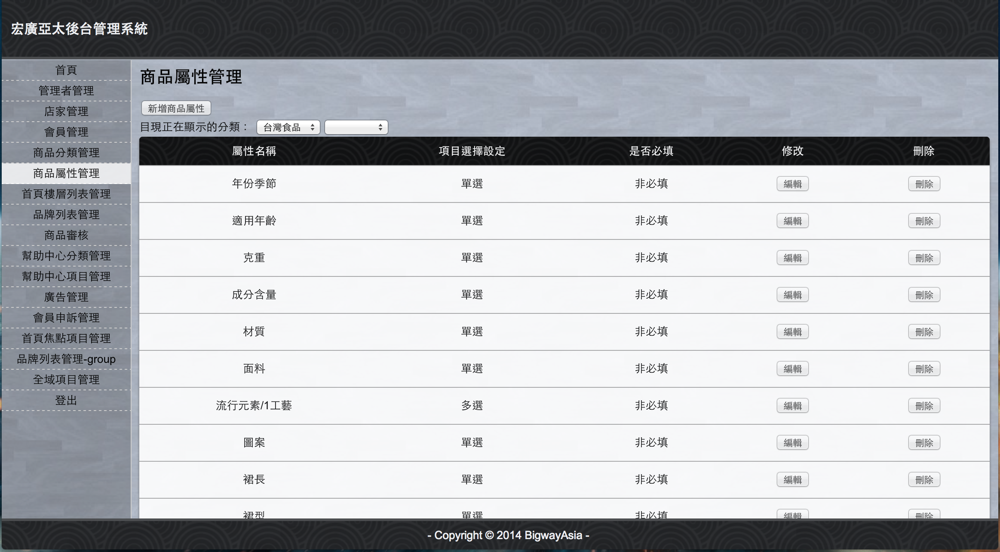 宏廣亞太後台管理系統
首頁
管理者管理
店家管理
會員管理
商品分類管理
商品屬性管理
首頁樓層列表管理
品牌列表管理
商品審核
幫助中心分類管理
幫助中心項目管理
廣告管理
會員申訴管理
首頁焦點項目管理
品牌列表管理-group
全域項目管理
登出
商品屬性管理
新增商品屬性
目現正在顯示的分類： 台灣食品
屬性名稱 項目選擇設定 是否必填 修改 刪除
年份季節 單選 非必填 編輯 刪除
適用年齡 單選 非必填 編輯 刪除
克重 單選 非必填 編輯 刪除
成分含量 單選 非必填 編輯 刪除
材質 單選 非必填 編輯 刪除
面料 單選 非必填 編輯 刪除
流行元素/1工藝 多選 非必填 編輯 刪除
圖案 單選 非必填 編輯 刪除
裙長 單選 非必填 編輯 刪除
裙型 單選 非必填 編輯 刪除
- Copyright © 2014 BigwayAsia -